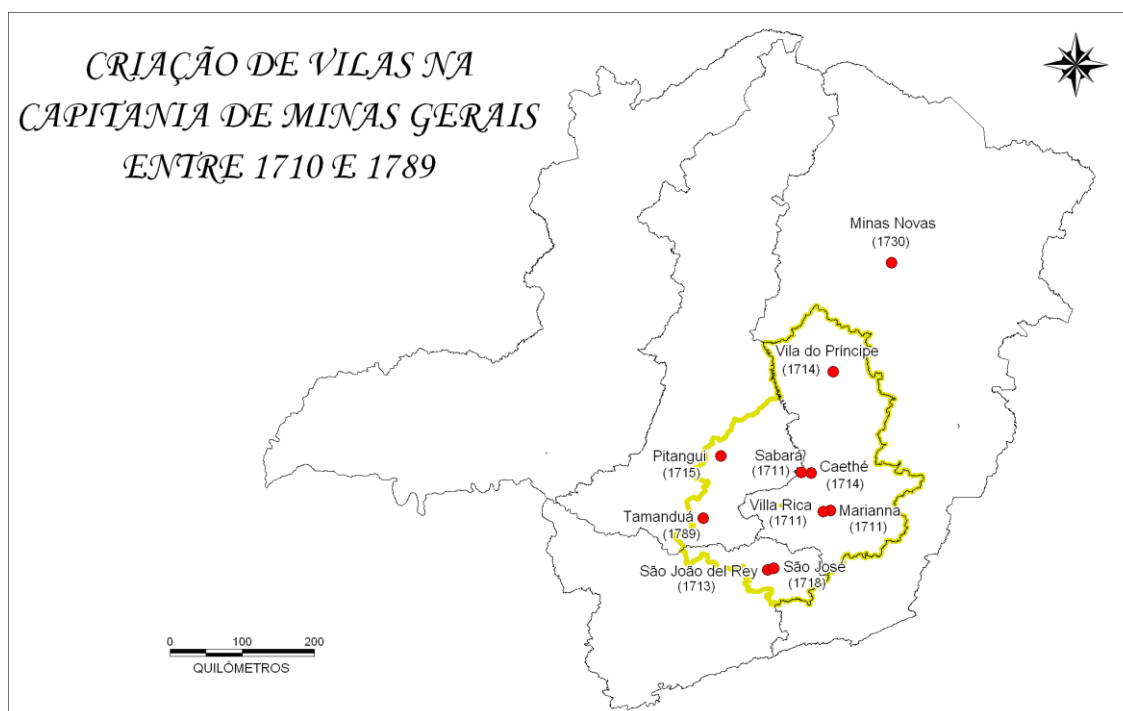 CRIAÇÃO DE VILAS NA
CAPITANIA DE MINAS GERAIS
ENTRE 1710 E 1789
Minas Novas
(1730)
Vila do Príncipe
(1714)
Pitangui
(1715)
Sabará
(1711)
Caethé
(1714)
Tamanduá
(1789)
Villa Rica
(1711)
Marianna
(1711)
São João del Rey
(1713)
São José
(1718)
0 100 200
QUILÔMETROS